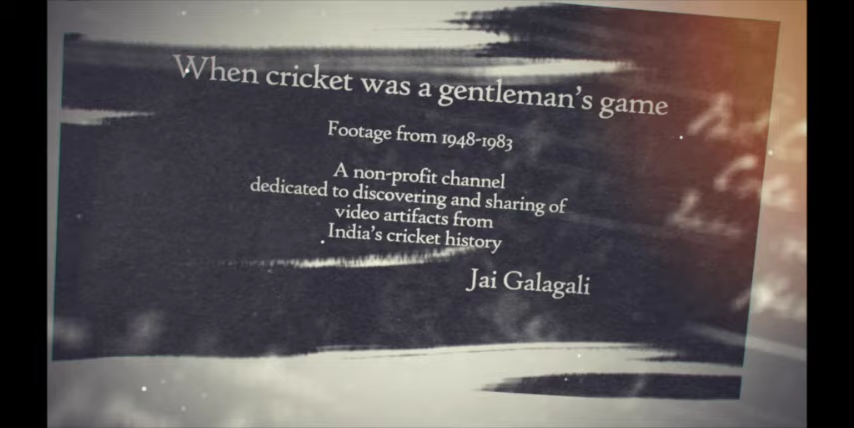 When cricket was a gentleman's game
Footage from 1948-1983
A non-profit channel
dedicated to discovering and sharing of
video artifacts from
India's cricket history
Jai Galagali